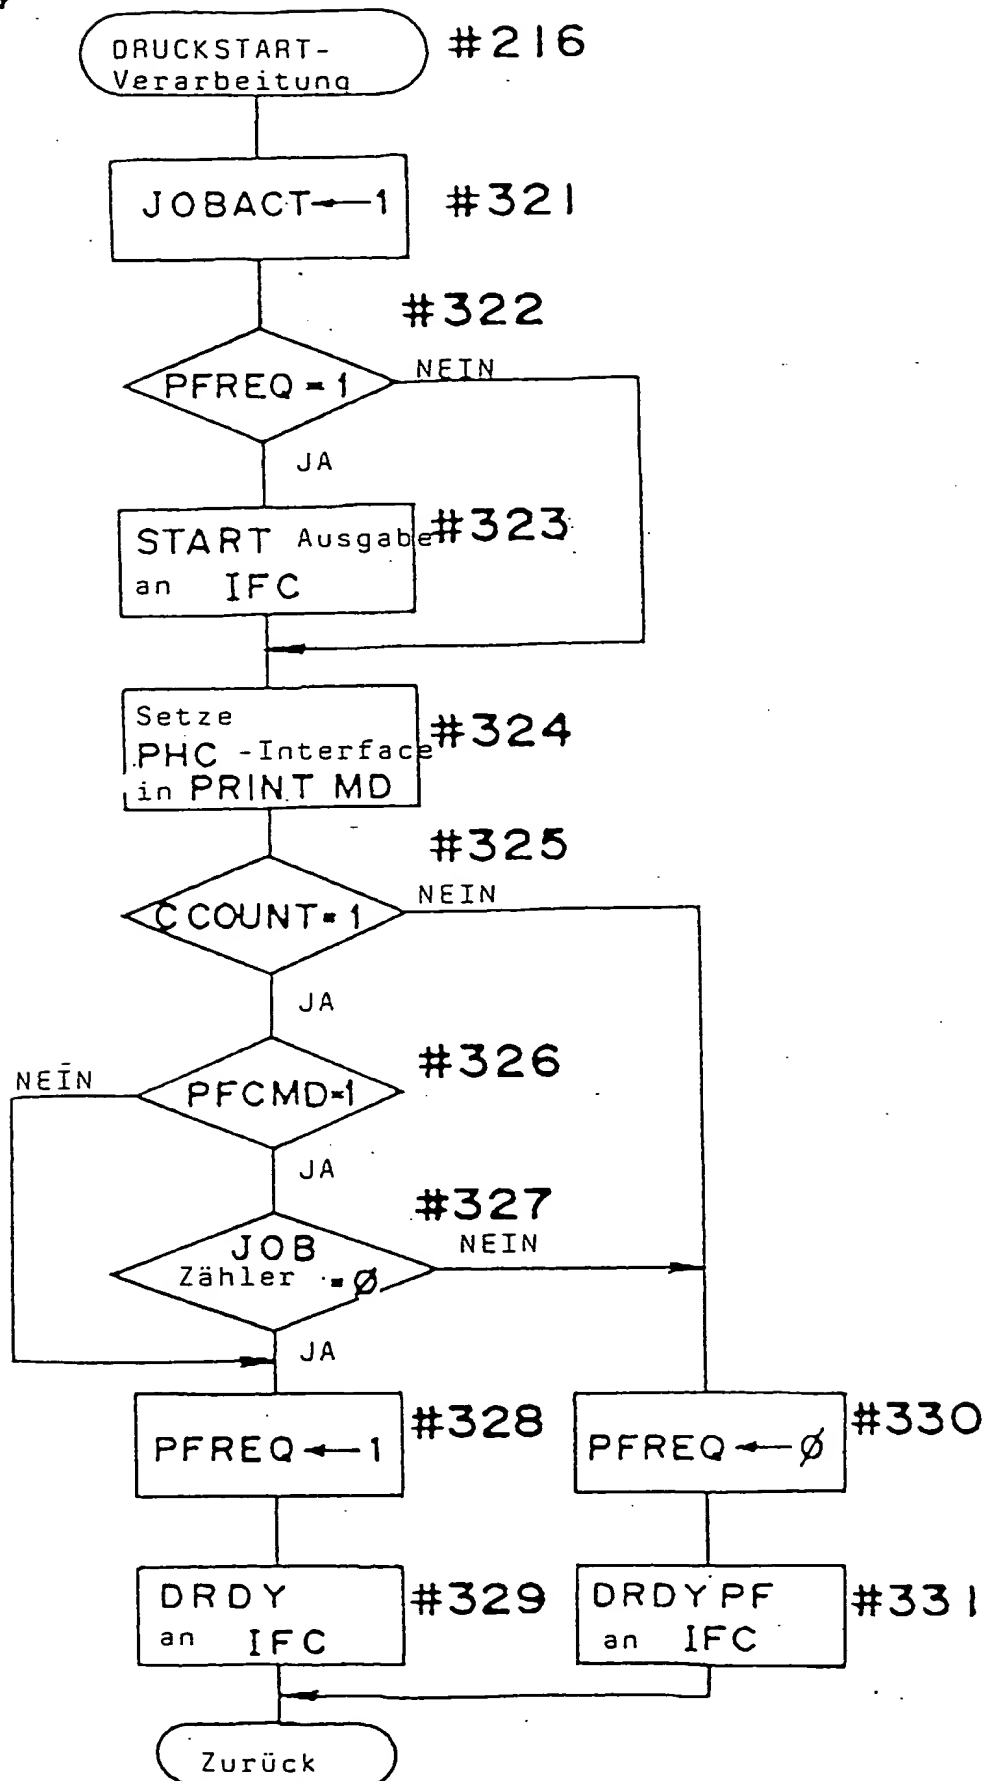 DRUCKSTART-
Verarbeitung
#216
JOBACT ← 1
#321
#322
PFREQ = 1
NEIN
JA
START Ausgabe
an IFC
#323
Setze
PHC -Interface
in PRINT MD
#324
#325
CCOUNT = 1
NEIN
JA
#326
NEIN
PFCMD=1
JA
#327
JOB
Zähler = Ø
NEIN
JA
PFREQ ← 1
#328
PFREQ ← Ø
#330
DRDY
an IFC
#329
DRDY PF
an IFC
#331
Zurück